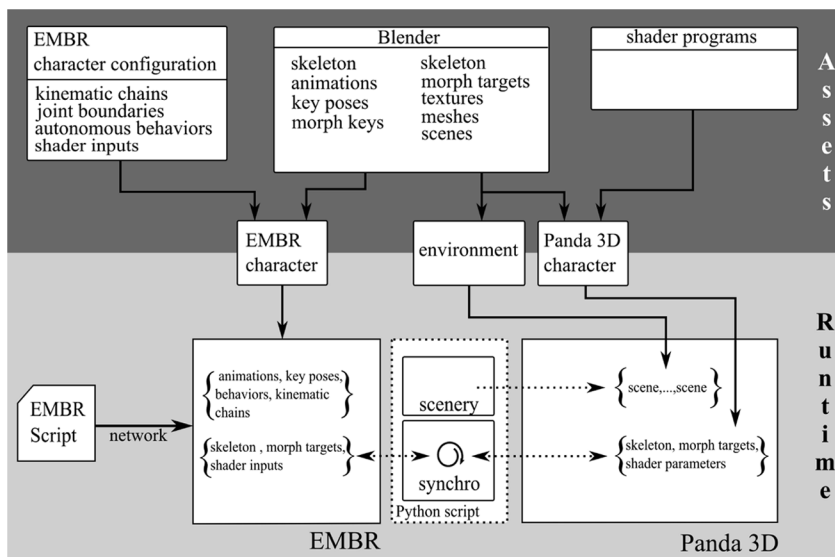 EMBR
character configuration
kinematic chains
joint boundaries
autonomous behaviors
shader inputs
Blender
skeleton
animations
key poses
morph keys
skeleton
morph targets
textures
meshes
scenes
shader programs
Assets
EMBR
character
environment
Panda 3D
character
Runtime
EMBR
Script
network
{ animations, key poses,
behaviors, kinematic
chains }
{ skeleton , morph targets,
shader inputs }
EMBR
scenery
synchro
Python script
{ scene,...,scene }
{ skeleton, morph targets,
shader parameters }
Panda 3D